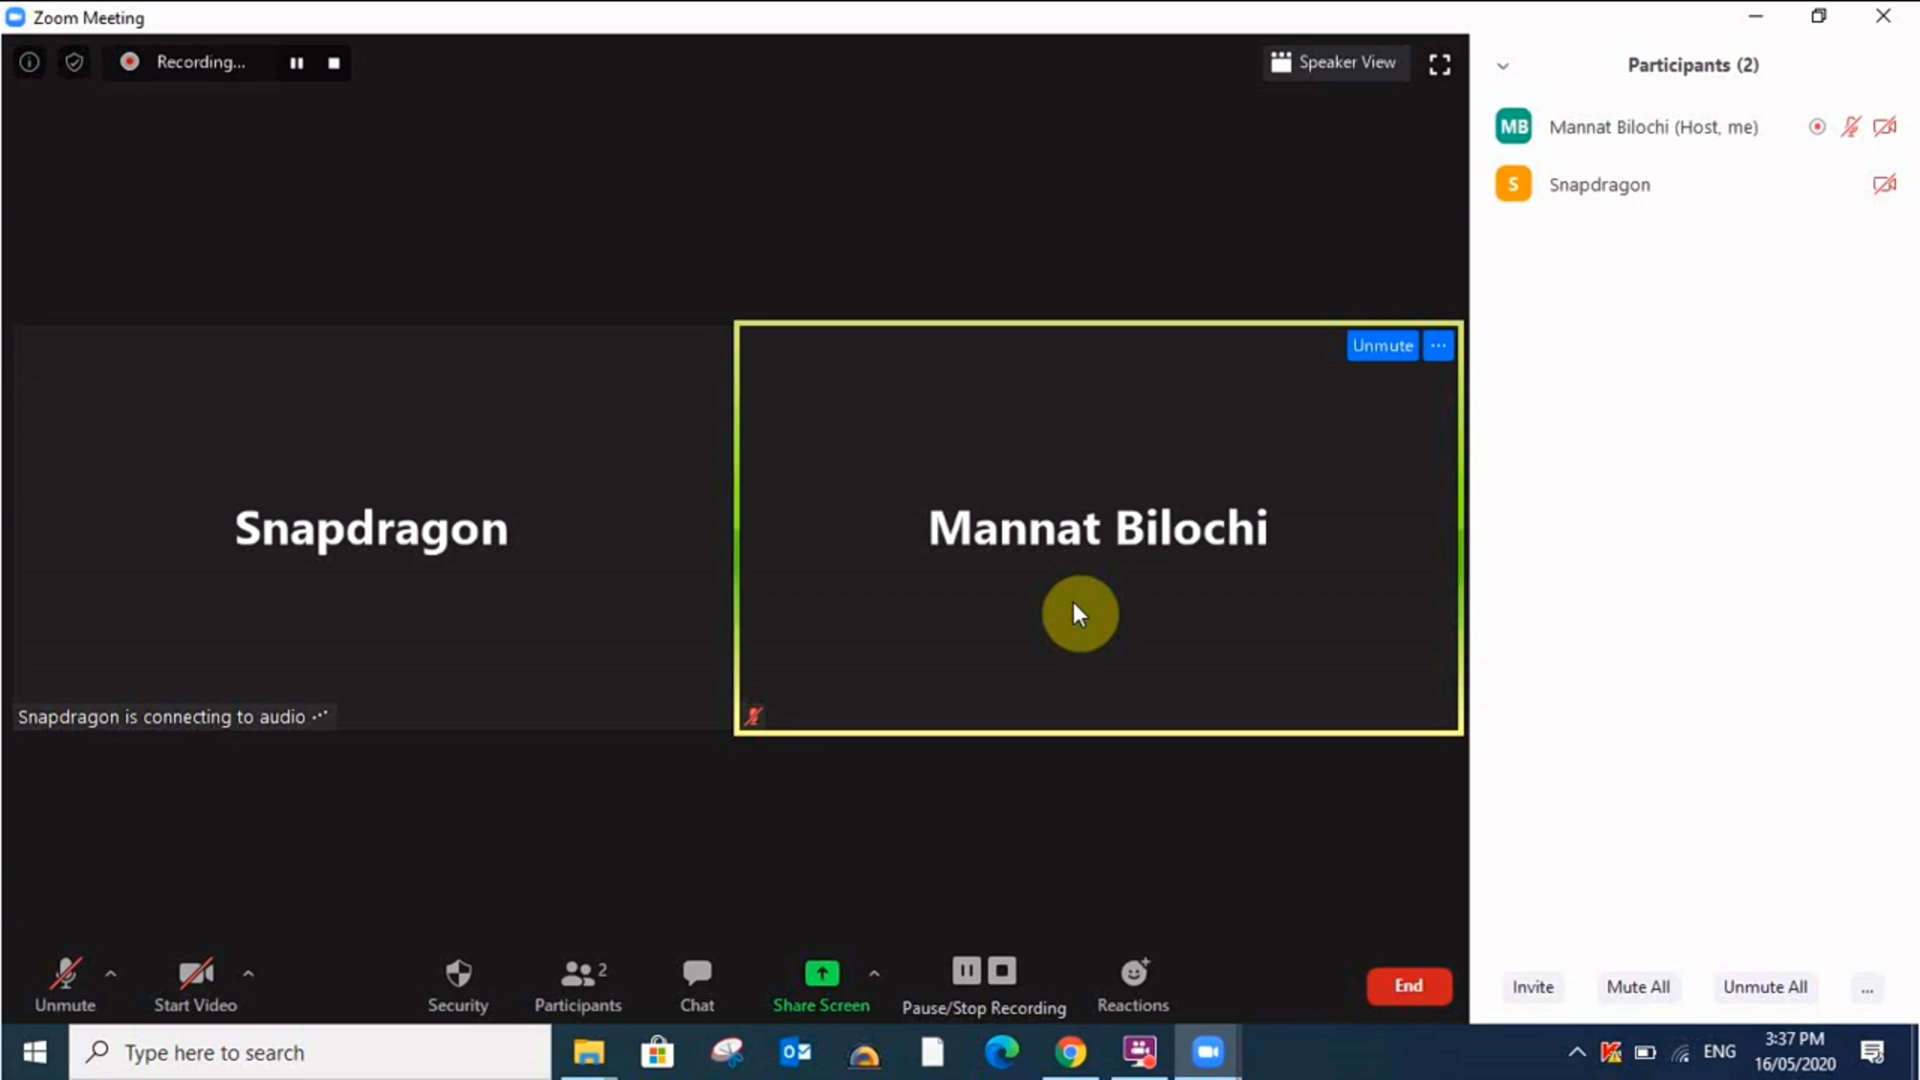 Zoom Meeting
Recording...
Speaker View
Participants (2)
MB Mannat Bilochi (Host, me)
S Snapdragon
Unmute ...
Snapdragon
Mannat Bilochi
Snapdragon is connecting to audio
Unmute
Start Video
Security
2
Participants
Chat
Share Screen
Pause/Stop Recording
Reactions
End
Invite
Mute All
Unmute All
...
Type here to search
ENG
3:37 PM
16/05/2020